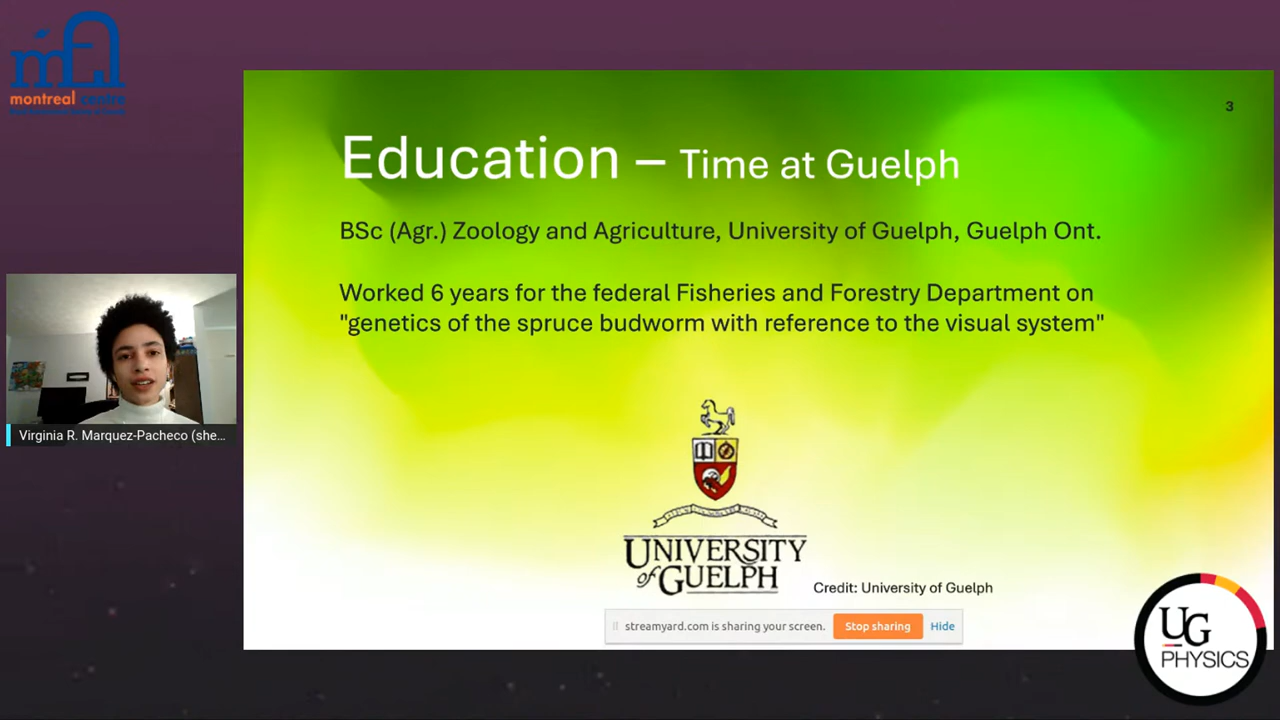 montreal centre
3
Education – Time at Guelph
BSc (Agr.) Zoology and Agriculture, University of Guelph, Guelph Ont.
Worked 6 years for the federal Fisheries and Forestry Department on
"genetics of the spruce budworm with reference to the visual system"
Virginia R. Marquez-Pacheco (she...
UNIVERSITY
of GUELPH
Credit: University of Guelph
streamyard.com is sharing your screen. Stop sharing Hide
UG
PHYSICS